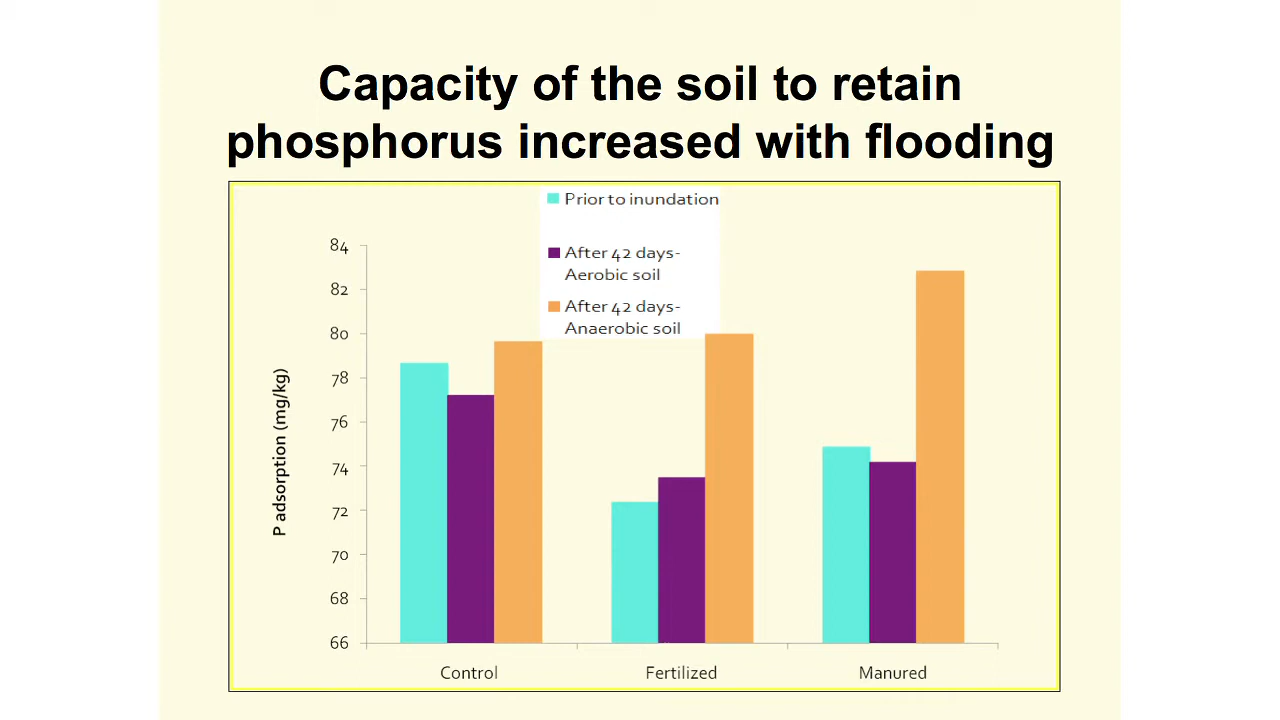 Capacity of the soil to retain
phosphorus increased with flooding
Prior to inundation
After 42 days-
Aerobic soil
After 42 days-
Anaerobic soil
P adsorption (mg/kg)
84
82
80
78
76
74
72
70
68
66
Control
Fertilized
Manured